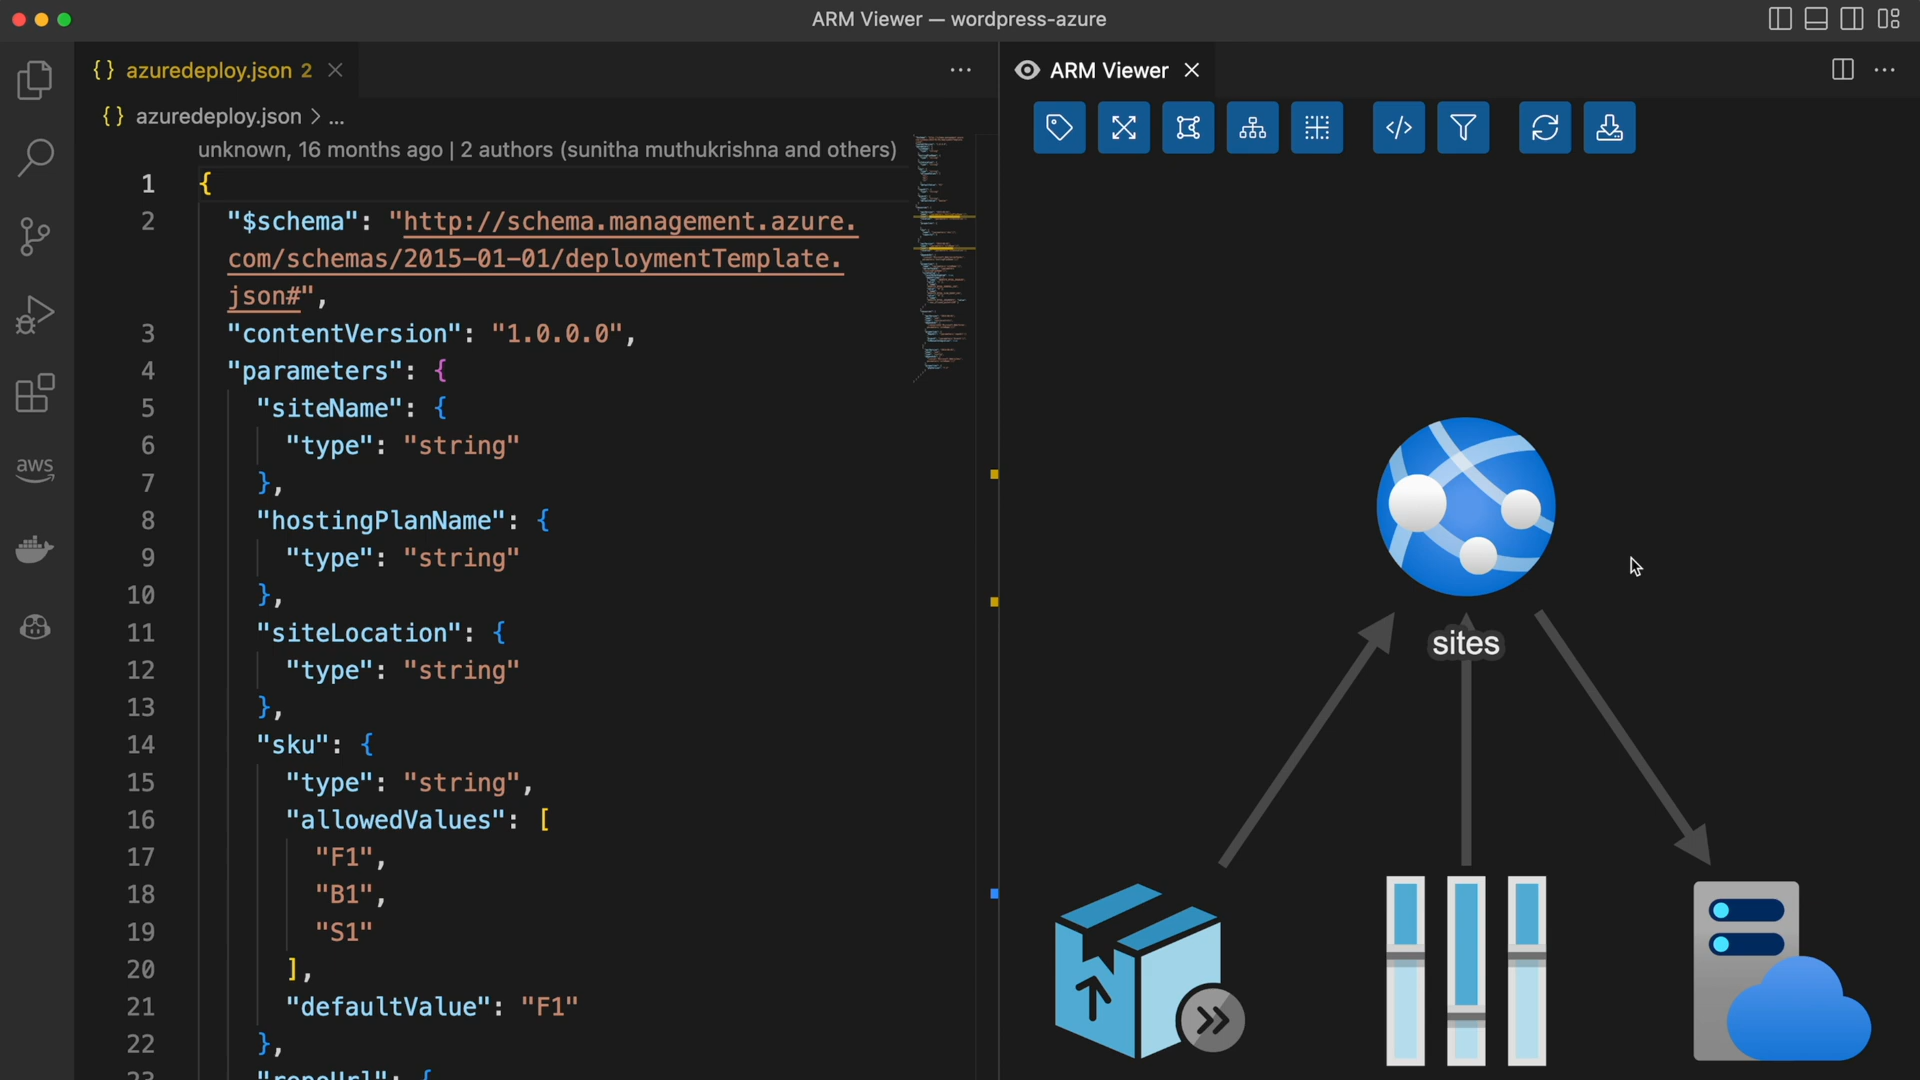 ARM Viewer — wordpress-azure
{} azuredeploy.json 2
ARM Viewer
{} azuredeploy.json > ...
unknown, 16 months ago | 2 authors (sunitha muthukrishna and others)
1 {
2 "$schema": "http://schema.management.azure.
com/schemas/2015-01-01/deploymentTemplate.
json#",
3 "contentVersion": "1.0.0.0",
4 "parameters": {
5 "siteName": {
6 "type": "string"
7 },
8 "hostingPlanName": {
9 "type": "string"
10 },
11 "siteLocation": {
12 "type": "string"
13 },
14 "sku": {
15 "type": "string",
16 "allowedValues": [
17 "F1",
18 "B1",
19 "S1"
20 ],
21 "defaultValue": "F1"
22 },
23 "repoUrl": {
aws
sites